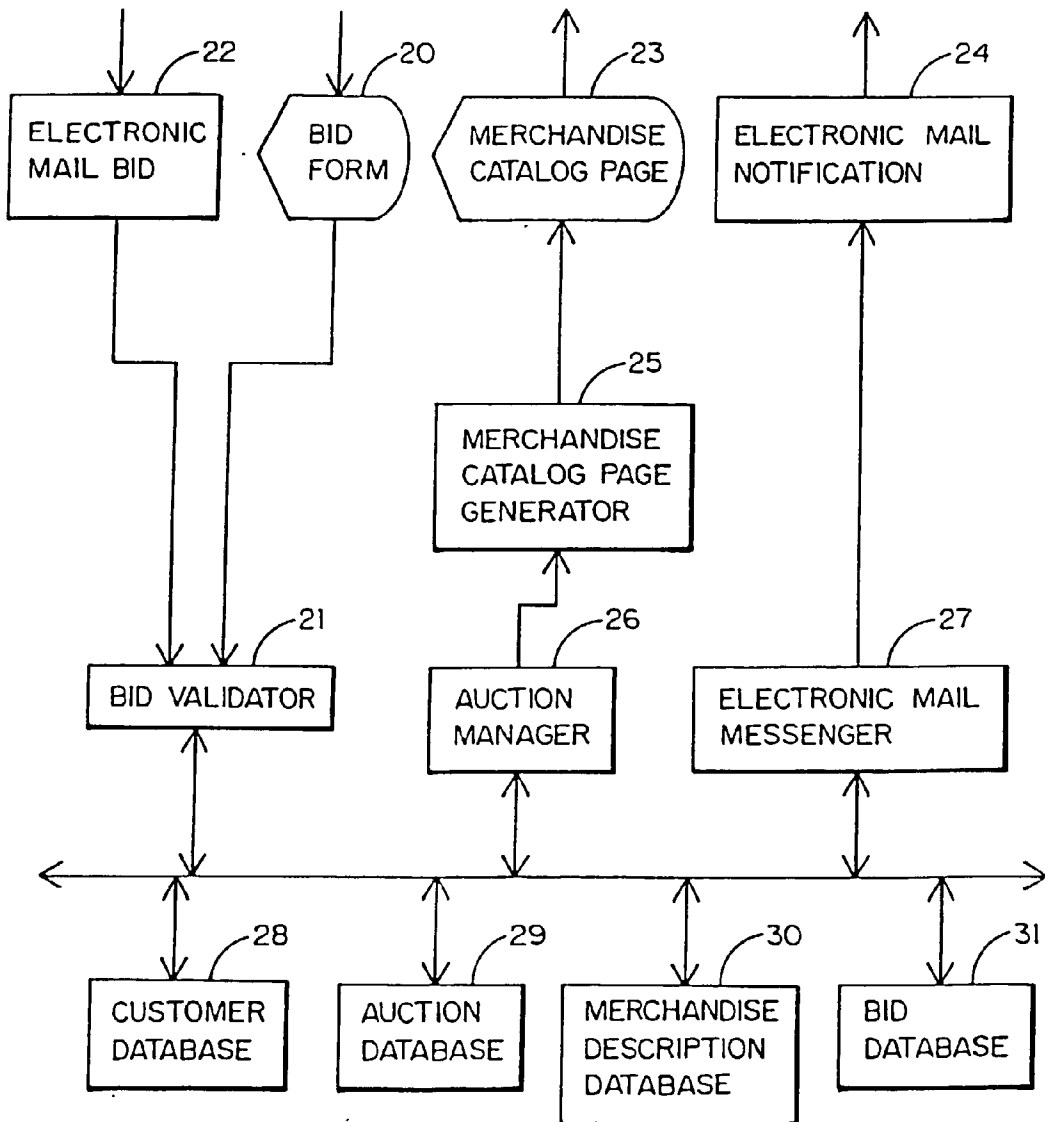 22
20
23
24
ELECTRONIC
MAIL BID
BID
FORM
MERCHANDISE
CATALOG PAGE
ELECTRONIC MAIL
NOTIFICATION
25
MERCHANDISE
CATALOG PAGE
GENERATOR
21
26
27
BID VALIDATOR
AUCTION
MANAGER
ELECTRONIC MAIL
MESSENGER
28
29
30
31
CUSTOMER
DATABASE
AUCTION
DATABASE
MERCHANDISE
DESCRIPTION
DATABASE
BID
DATABASE